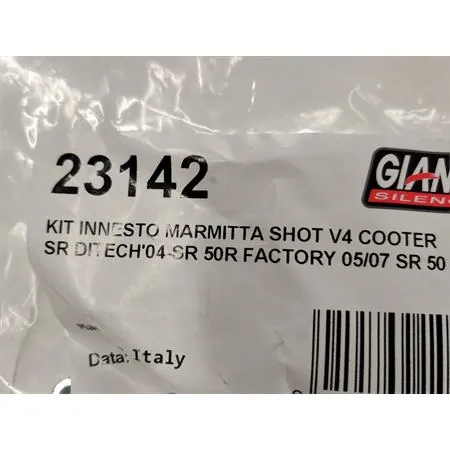 23142
GIAN
SILENC
KIT INNESTO MARMITTA SHOT V4 COOTER
SR DITECH'04-SR 50R FACTORY 05/07 SR 50
Data: Italy